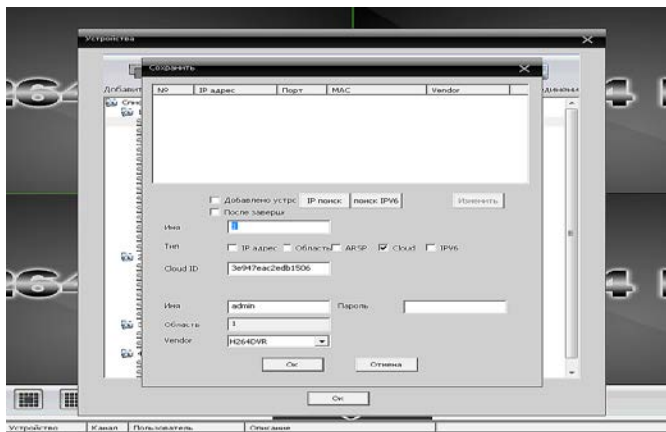 Устройства
Сохранить
№ IP адрес Порт MAC Vendor
Добавлено устрс IP поиск поиск IPV6 Изменить
После заверши
Имя 1
Тип IP адрес Область ARSP Cloud IPV6
Cloud ID 3e947eac2edb1506
Имя admin Пароль
Область 1
Vendor H264DVR
Ок Отмена
Ок
Устройство Канал Пользователь Описание